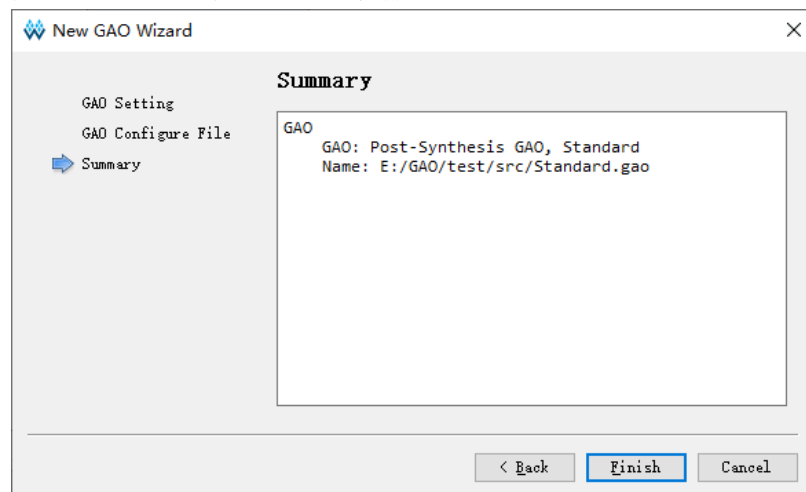 New GAO Wizard
GAO Setting
GAO Configure File
Summary
Summary
GAO
GAO: Post-Synthesis GAO, Standard
Name: E:/GAO/test/src/Standard.gao
< Back
Finish
Cancel